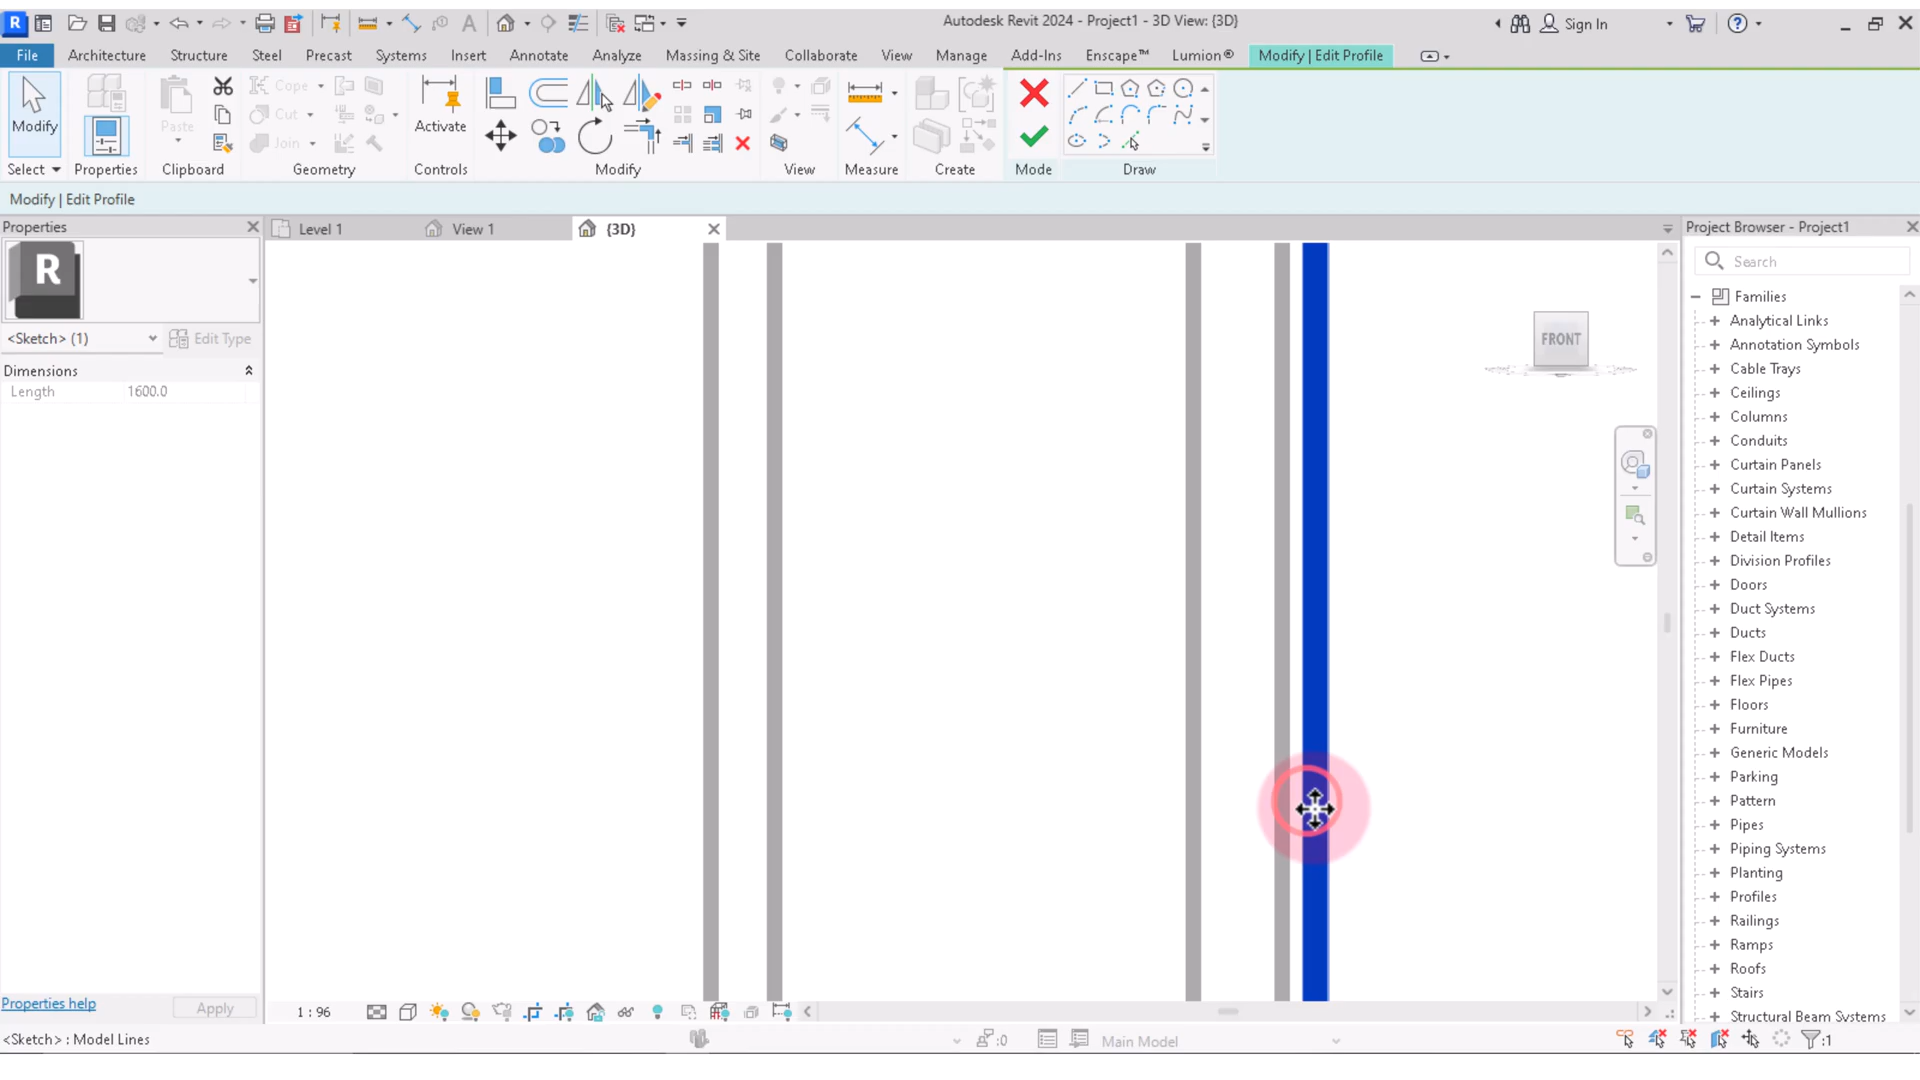 R
A
Autodesk Revit 2024 - Project1 - 3D View: {3D}
Sign In
File
Architecture
Structure
Steel
Precast
Systems
Insert
Annotate
Analyze
Massing & Site
Collaborate
View
Manage
Add-Ins
Enscape™
Lumion®
Modify | Edit Profile
Modify
Paste
Cope
Cut
Join
Activate
Select
Properties
Clipboard
Geometry
Controls
Modify
View
Measure
Create
Mode
Draw
Modify | Edit Profile
Properties
R
<Sketch> (1)
Edit Type
Dimensions
Length 1600.0
Properties help
Apply
Level 1
View 1
{3D}
FRONT
1 : 96
Project Browser - Project1
Search
Families
Analytical Links
Annotation Symbols
Cable Trays
Ceilings
Columns
Conduits
Curtain Panels
Curtain Systems
Curtain Wall Mullions
Detail Items
Division Profiles
Doors
Duct Systems
Ducts
Flex Ducts
Flex Pipes
Floors
Furniture
Generic Models
Parking
Pattern
Pipes
Piping Systems
Planting
Profiles
Railings
Ramps
Roofs
Stairs
Structural Beam Systems
<Sketch> : Model Lines
:0
Main Model
:1